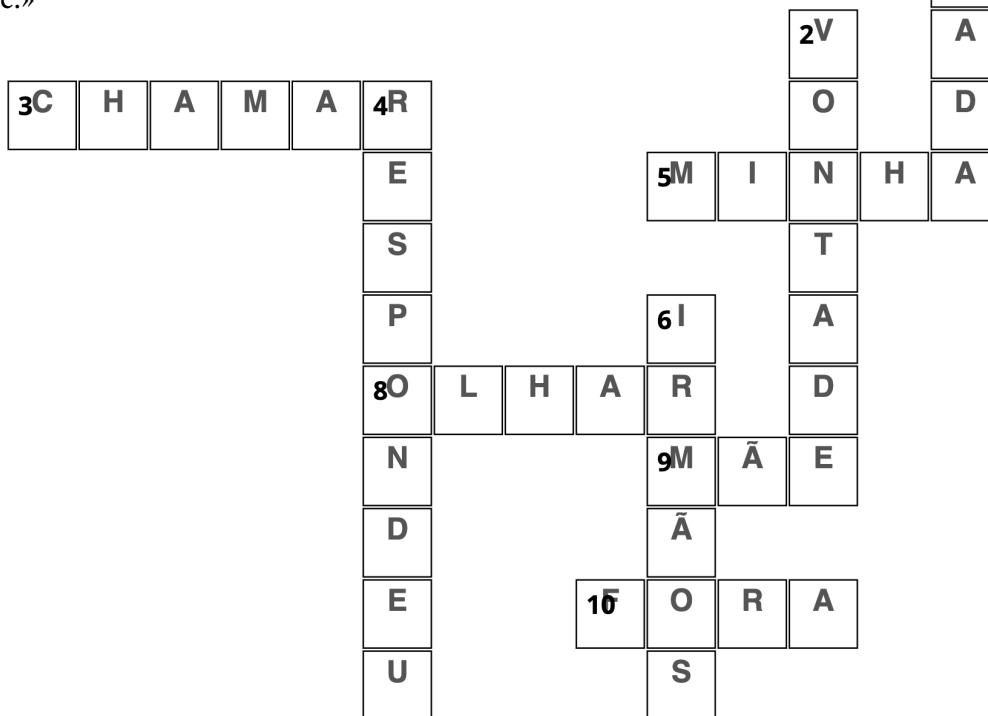 c.»
2V A
3C H A M A 4R O D
E 5M I N H A
S T
P 6I A
8O L H A R D
N 9M Ã E
D Ã
E 10F O R A
U S